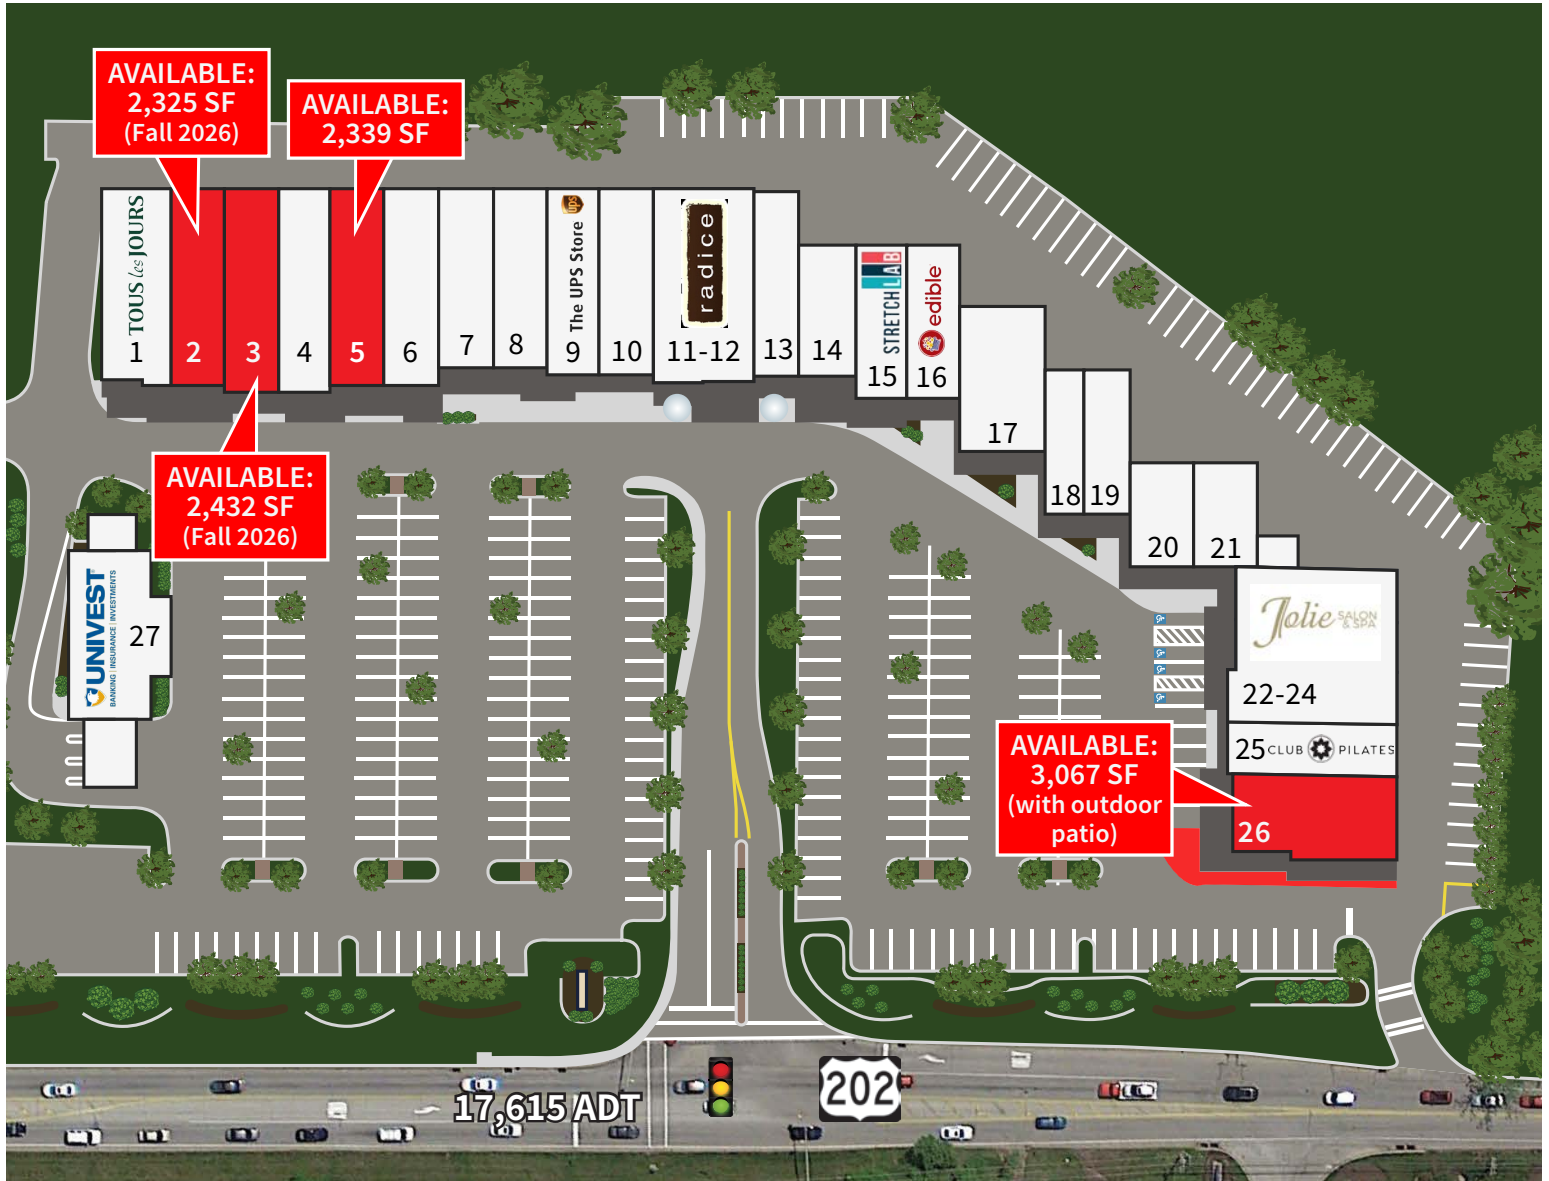 AVAILABLE:
2,325 SF
(Fall 2026)
AVAILABLE:
2,339 SF
TOUS les JOURS
1
2
3
4
5
6
7
8
ups
The UPS Store
9
10
radice
11-12
13
14
STRETCHLAB
15
edible
16
17
18
19
20
21
AVAILABLE:
2,432 SF
(Fall 2026)
UNIVEST
BANKING | INSURANCE | INVESTMENTS
27
Jolie SALON
& SPA
22-24
25
CLUB PILATES
AVAILABLE:
3,067 SF
(with outdoor
patio)
26
17,615 ADT
202